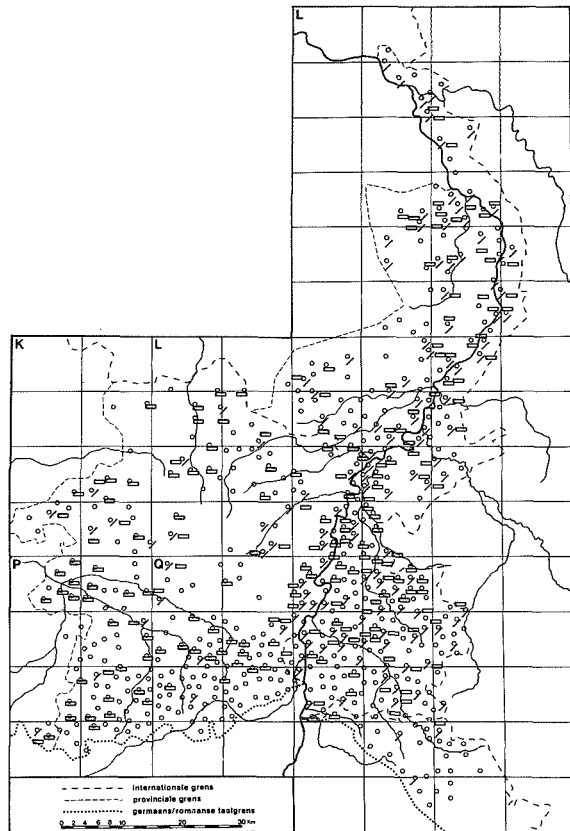 L
K
L
P
Q
internationale grens
provinciale grens
germaans/romaanse taalgrens
0 2 4 6 8 10 20 30 Km